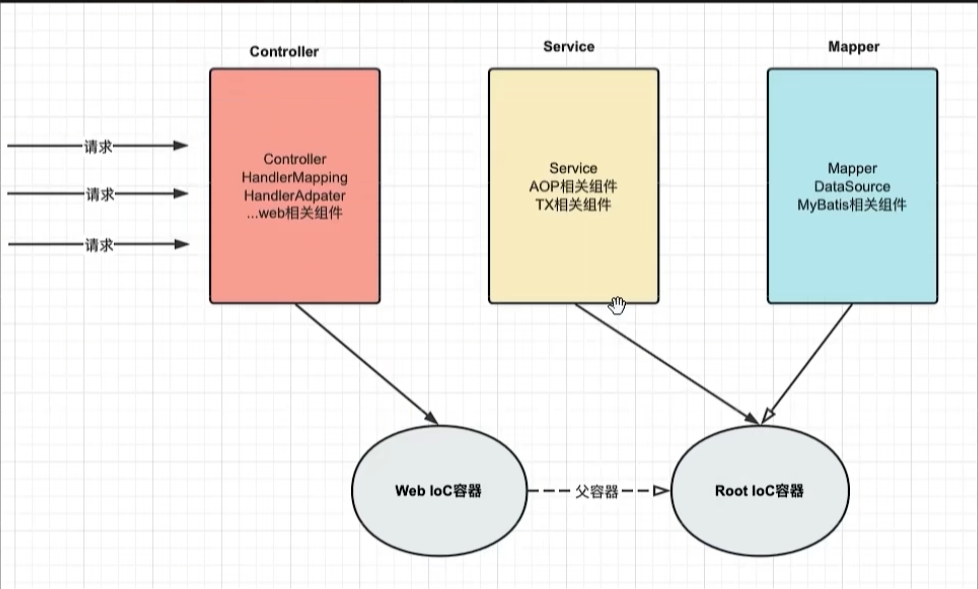 Controller
Service
Mapper
请求
请求
请求
Controller
HandlerMapping
HandlerAdpater
...web相关组件
Service
AOP相关组件
TX相关组件
Mapper
DataSource
MyBatis相关组件
Web IoC容器
父容器
Root IoC容器